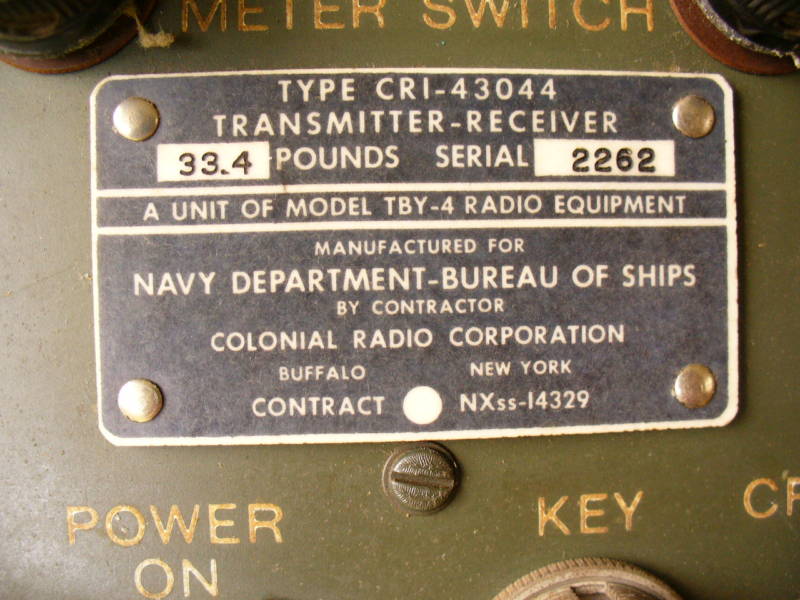 METER SWITCH
TYPE CRI-43044
TRANSMITTER-RECEIVER
33.4 POUNDS SERIAL 2262
A UNIT OF MODEL TBY-4 RADIO EQUIPMENT
MANUFACTURED FOR
NAVY DEPARTMENT-BUREAU OF SHIPS
BY CONTRACTOR
COLONIAL RADIO CORPORATION
BUFFALO NEW YORK
CONTRACT NXss-14329
POWER
ON
KEY